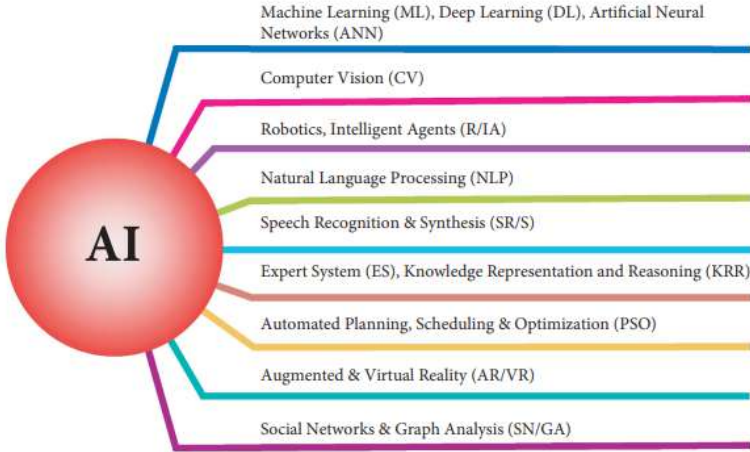 Machine Learning (ML), Deep Learning (DL), Artificial Neural
Networks (ANN)
Computer Vision (CV)
Robotics, Intelligent Agents (R/IA)
Natural Language Processing (NLP)
AI
Speech Recognition & Synthesis (SR/S)
Expert System (ES), Knowledge Representation and Reasoning (KRR)
Automated Planning, Scheduling & Optimization (PSO)
Augmented & Virtual Reality (AR/VR)
Social Networks & Graph Analysis (SN/GA)